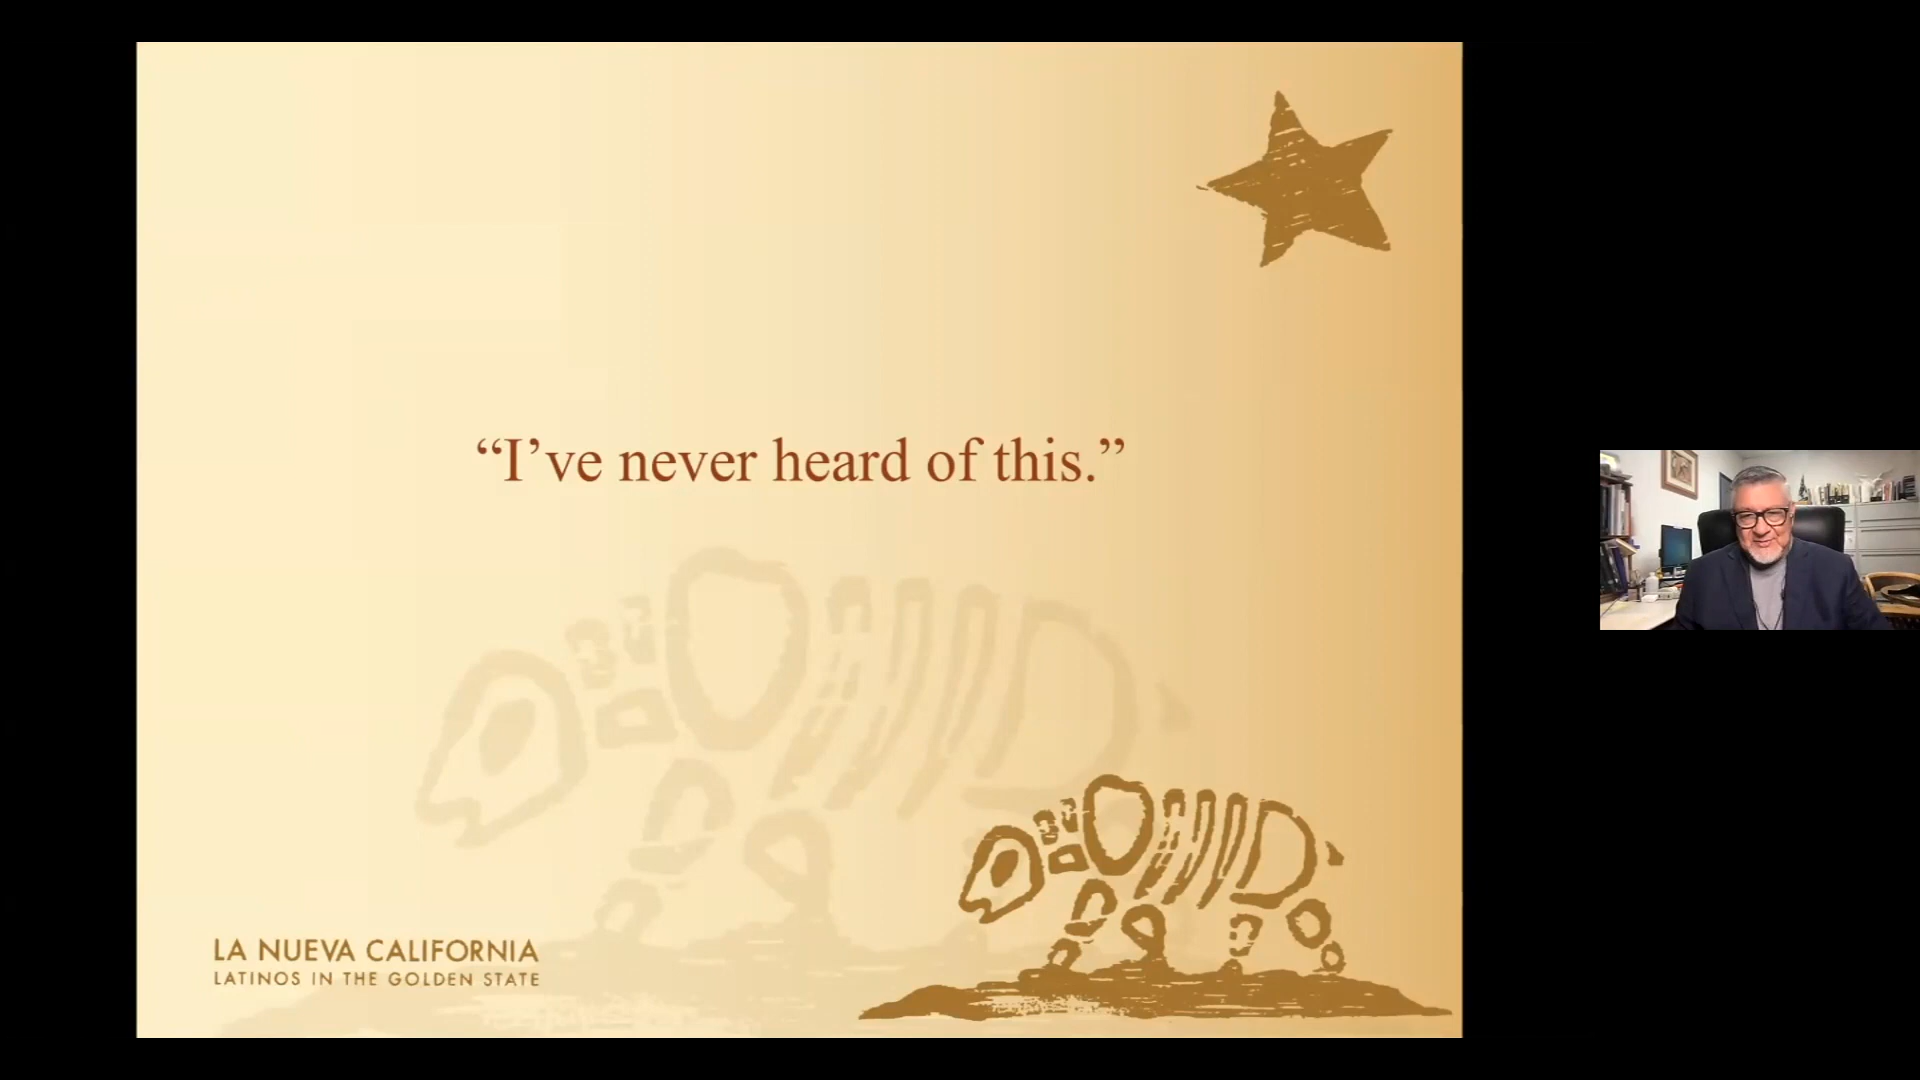 “I’ve never heard of this.”
LA NUEVA CALIFORNIA
LATINOS IN THE GOLDEN STATE